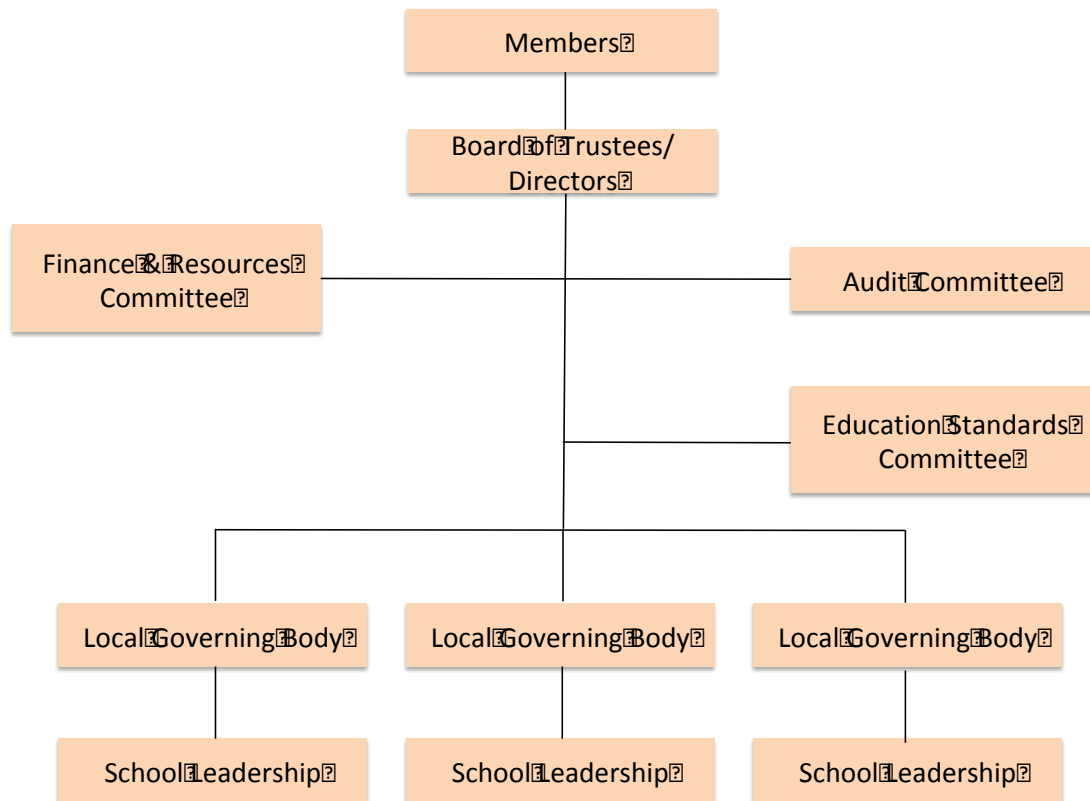 Members
Board of Trustees/
Directors
Finance & Resources
Committee
Audit Committee
Education Standards
Committee
Local Governing Body
Local Governing Body
Local Governing Body
School Leadership
School Leadership
School Leadership